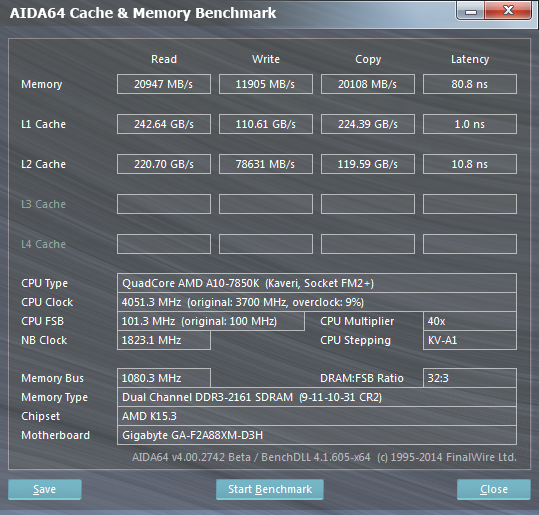 AIDA64 Cache & Memory Benchmark
Read Write Copy Latency
Memory 20947 MB/s 11905 MB/s 20108 MB/s 80.8 ns
L1 Cache 242.64 GB/s 110.61 GB/s 224.39 GB/s 1.0 ns
L2 Cache 220.70 GB/s 78631 MB/s 119.59 GB/s 10.8 ns
L3 Cache
L4 Cache
CPU Type QuadCore AMD A10-7850K (Kaveri, Socket FM2+)
CPU Clock 4051.3 MHz (original: 3700 MHz, overclock: 9%)
CPU FSB 101.3 MHz (original: 100 MHz) CPU Multiplier 40x
NB Clock 1823.1 MHz CPU Stepping KV-A1
Memory Bus 1080.3 MHz DRAM:FSB Ratio 32:3
Memory Type Dual Channel DDR3-2161 SDRAM (9-11-10-31 CR2)
Chipset AMD K15.3
Motherboard Gigabyte GA-F2A88XM-D3H
AIDA64 v4.00.2742 Beta / BenchDLL 4.1.605-x64 (c) 1995-2014 FinalWire Ltd.
Save Start Benchmark Close